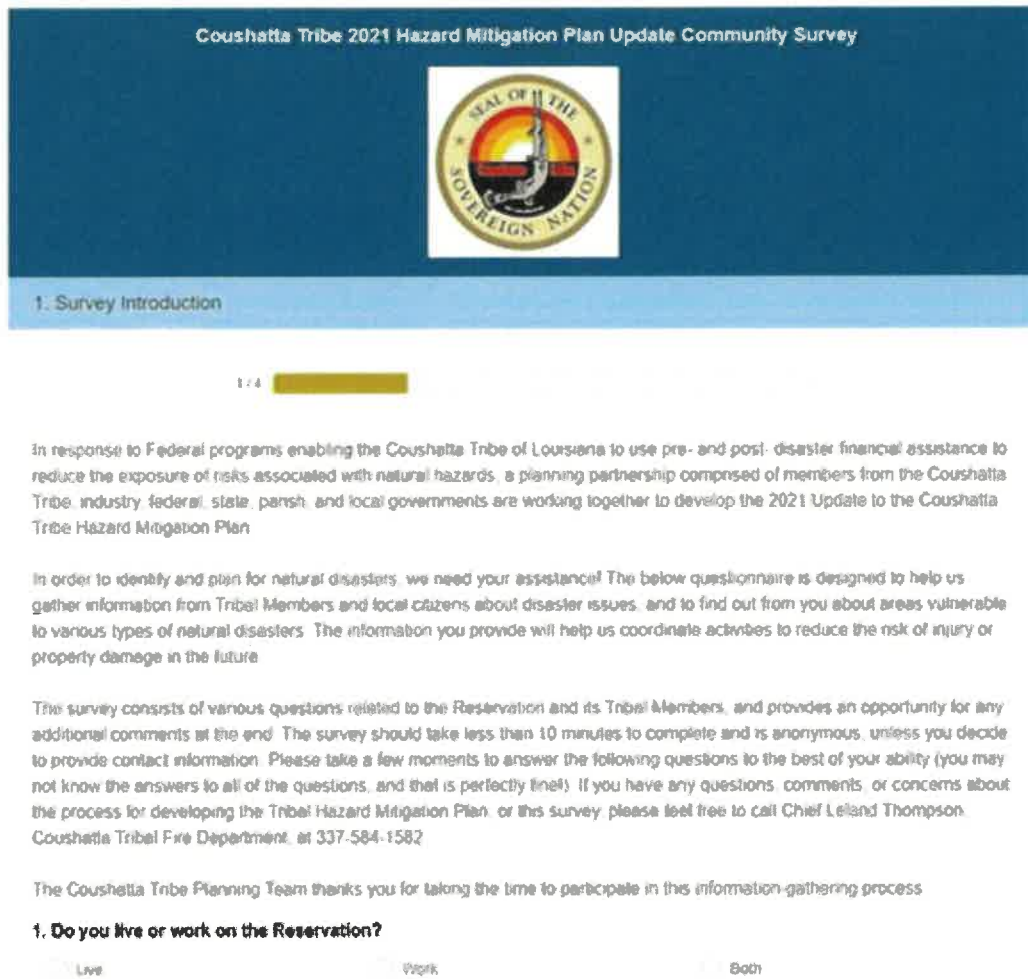 Coushatta Tribe 2021 Hazard Mitigation Plan Update Community Survey
SEAL OF THE
SOVEREIGN NATION
1. Survey Introduction
1 / 4
In response to Federal programs enabling the Coushatta Tribe of Louisiana to use pre- and post- disaster financial assistance to
reduce the exposure of risks associated with natural hazards, a planning partnership comprised of members from the Coushatta
Tribe, industry, federal, state, parish, and local governments are working together to develop the 2021 Update to the Coushatta
Tribe Hazard Mitigation Plan
In order to identify and plan for natural disasters, we need your assistance! The below questionnaire is designed to help us
gather information from Tribal Members and local citizens about disaster issues, and to find out from you about areas vulnerable
to various types of natural disasters. The information you provide will help us coordinate activities to reduce the risk of injury or
property damage in the future
The survey consists of various questions related to the Reservation and its Tribal Members, and provides an opportunity for any
additional comments at the end. The survey should take less than 10 minutes to complete and is anonymous, unless you decide
to provide contact information. Please take a few moments to answer the following questions to the best of your ability (you may
not know the answers to all of the questions, and that is perfectly fine!). If you have any questions, comments, or concerns about
the process for developing the Tribal Hazard Mitigation Plan, or this survey, please feel free to call Chief Leland Thompson,
Coushatta Tribal Fire Department, at 337-584-1582
The Coushatta Tribe Planning Team thanks you for taking the time to participate in this information-gathering process
1. Do you live or work on the Reservation?
Live Work Both